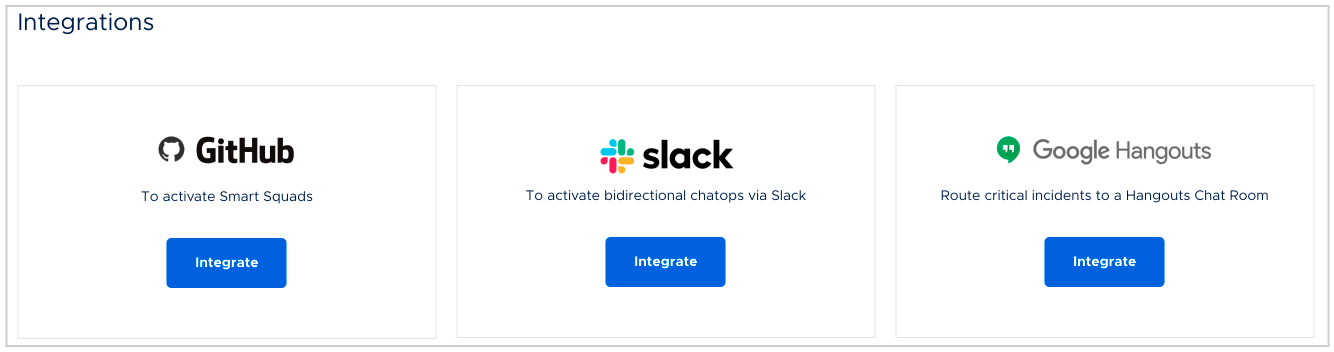 Integrations
GitHub
To activate Smart Squads
Integrate
slack
To activate bidirectional chatops via Slack
Integrate
Google Hangouts
Route critical incidents to a Hangouts Chat Room
Integrate